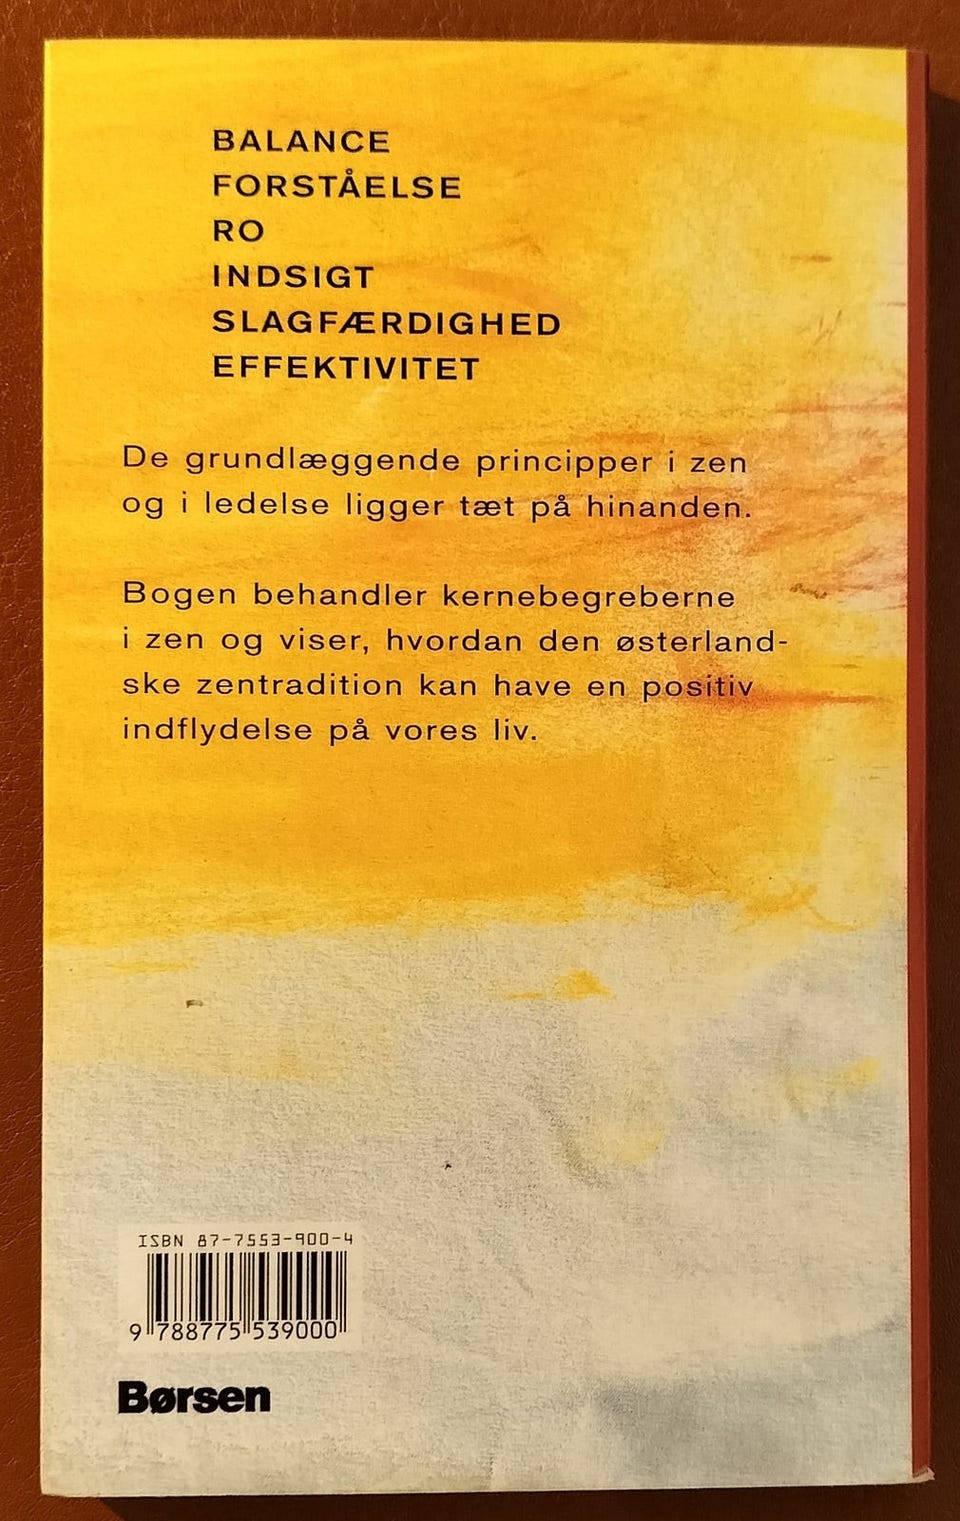 BALANCE
FORSTÅELSE
RO
INDSIGT
SLAGFÆRDIGHED
EFFEKTIVITET
De grundlæggende principper i zen
og i ledelse ligger tæt på hinanden.
Bogen behandler kernebegreberne
i zen og viser, hvordan den østerland-
ske zentradition kan have en positiv
indflydelse på vores liv.
ISBN 87-7553-900-4
9 788775 539000
Børsen